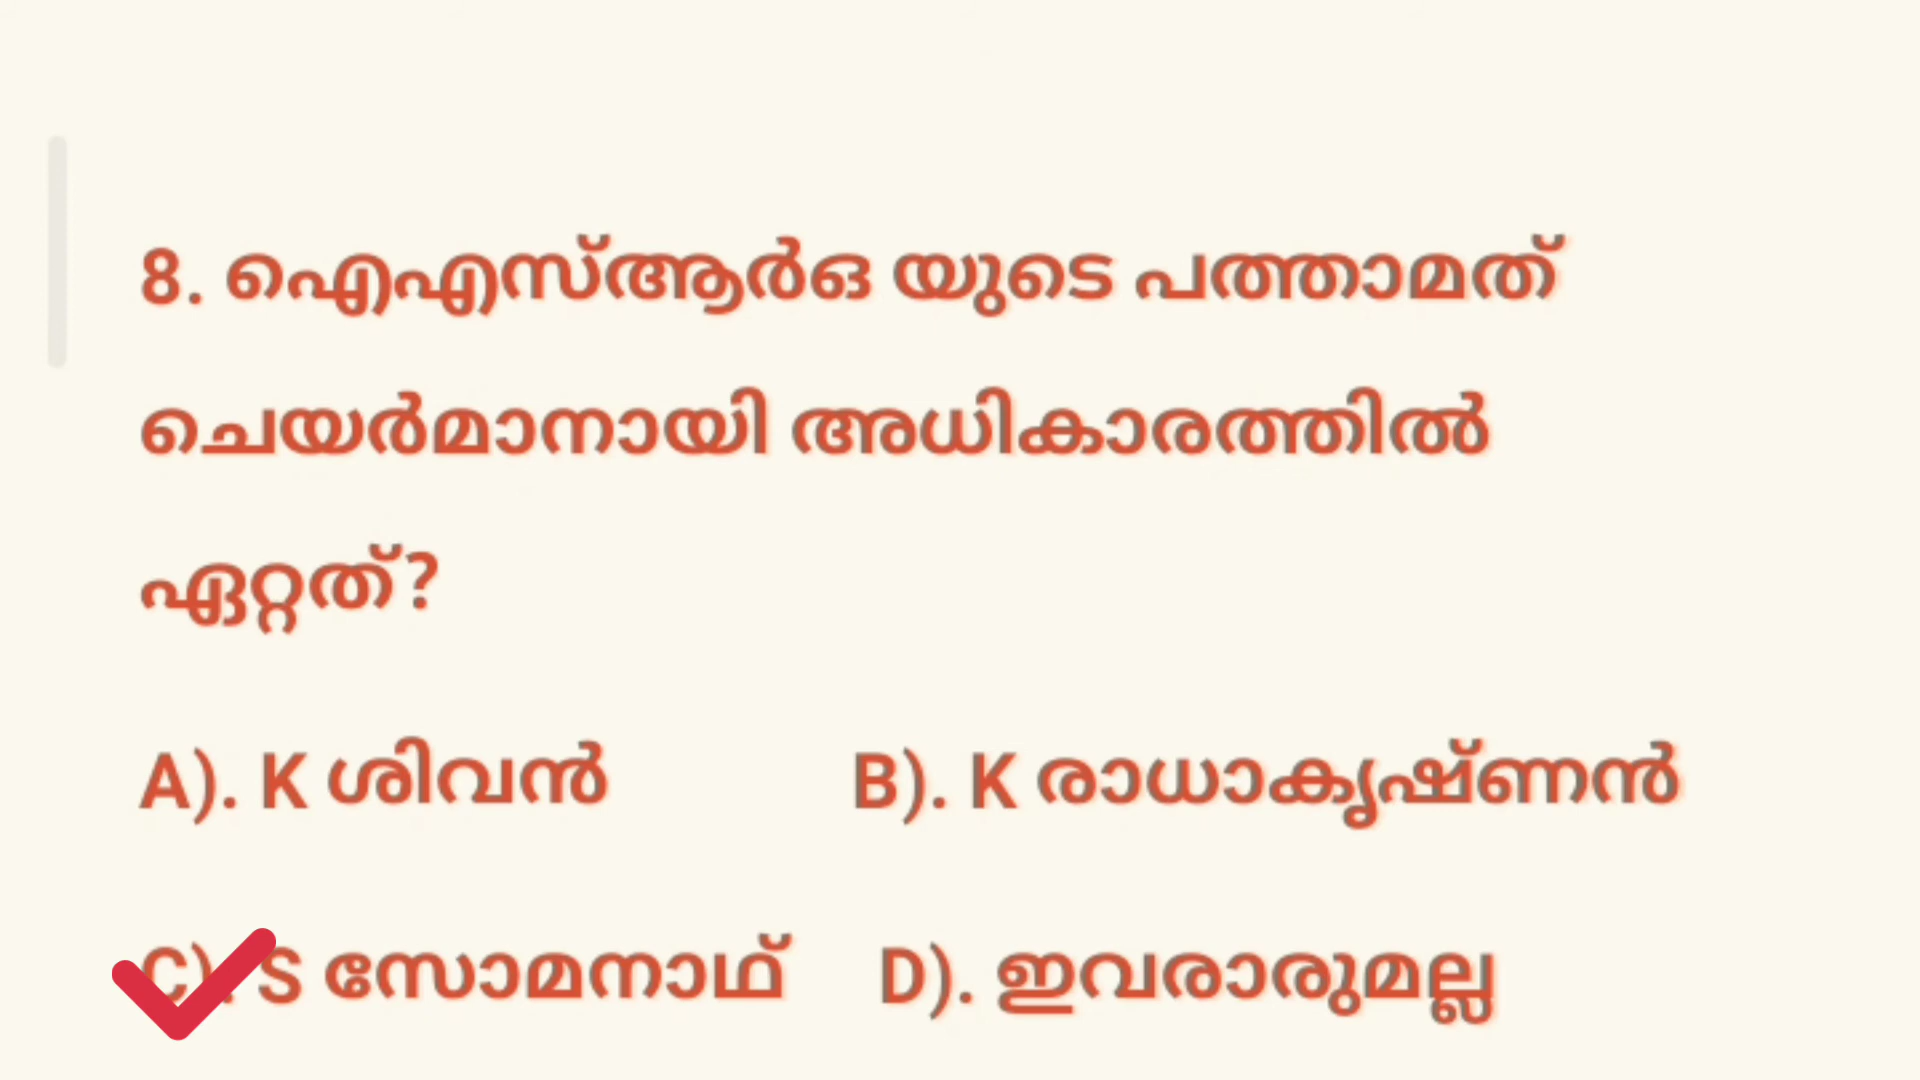 8. ഐഎസ്ആർഒ യുടെ പത്താമത്
ചെയർമാനായി അധികാരത്തിൽ
ഏറ്റത്?
A). K ശിവൻ B). K രാധാകൃഷ്ണൻ
C). S സോമനാഥ് D). ഇവരാരുമല്ല